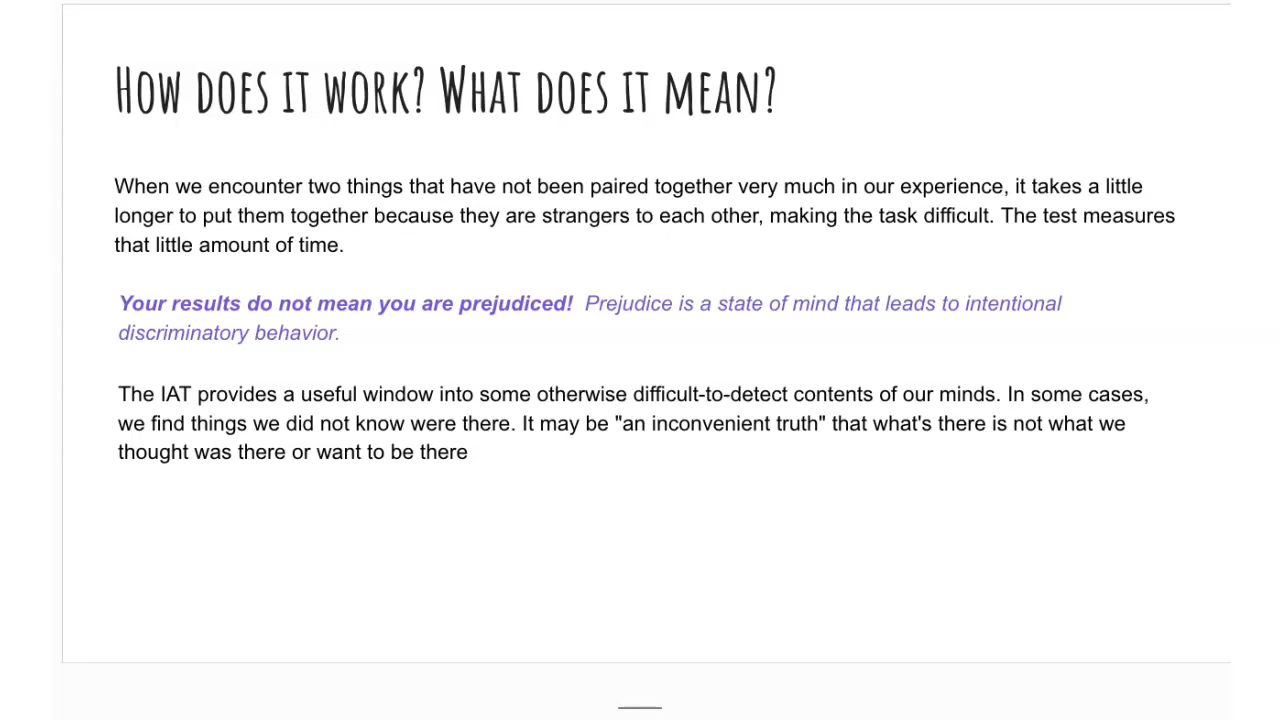 How does it work? What does it mean?
When we encounter two things that have not been paired together very much in our experience, it takes a little
longer to put them together because they are strangers to each other, making the task difficult. The test measures
that little amount of time.
Your results do not mean you are prejudiced! Prejudice is a state of mind that leads to intentional
discriminatory behavior.
The IAT provides a useful window into some otherwise difficult-to-detect contents of our minds. In some cases,
we find things we did not know were there. It may be "an inconvenient truth" that what's there is not what we
thought was there or want to be there